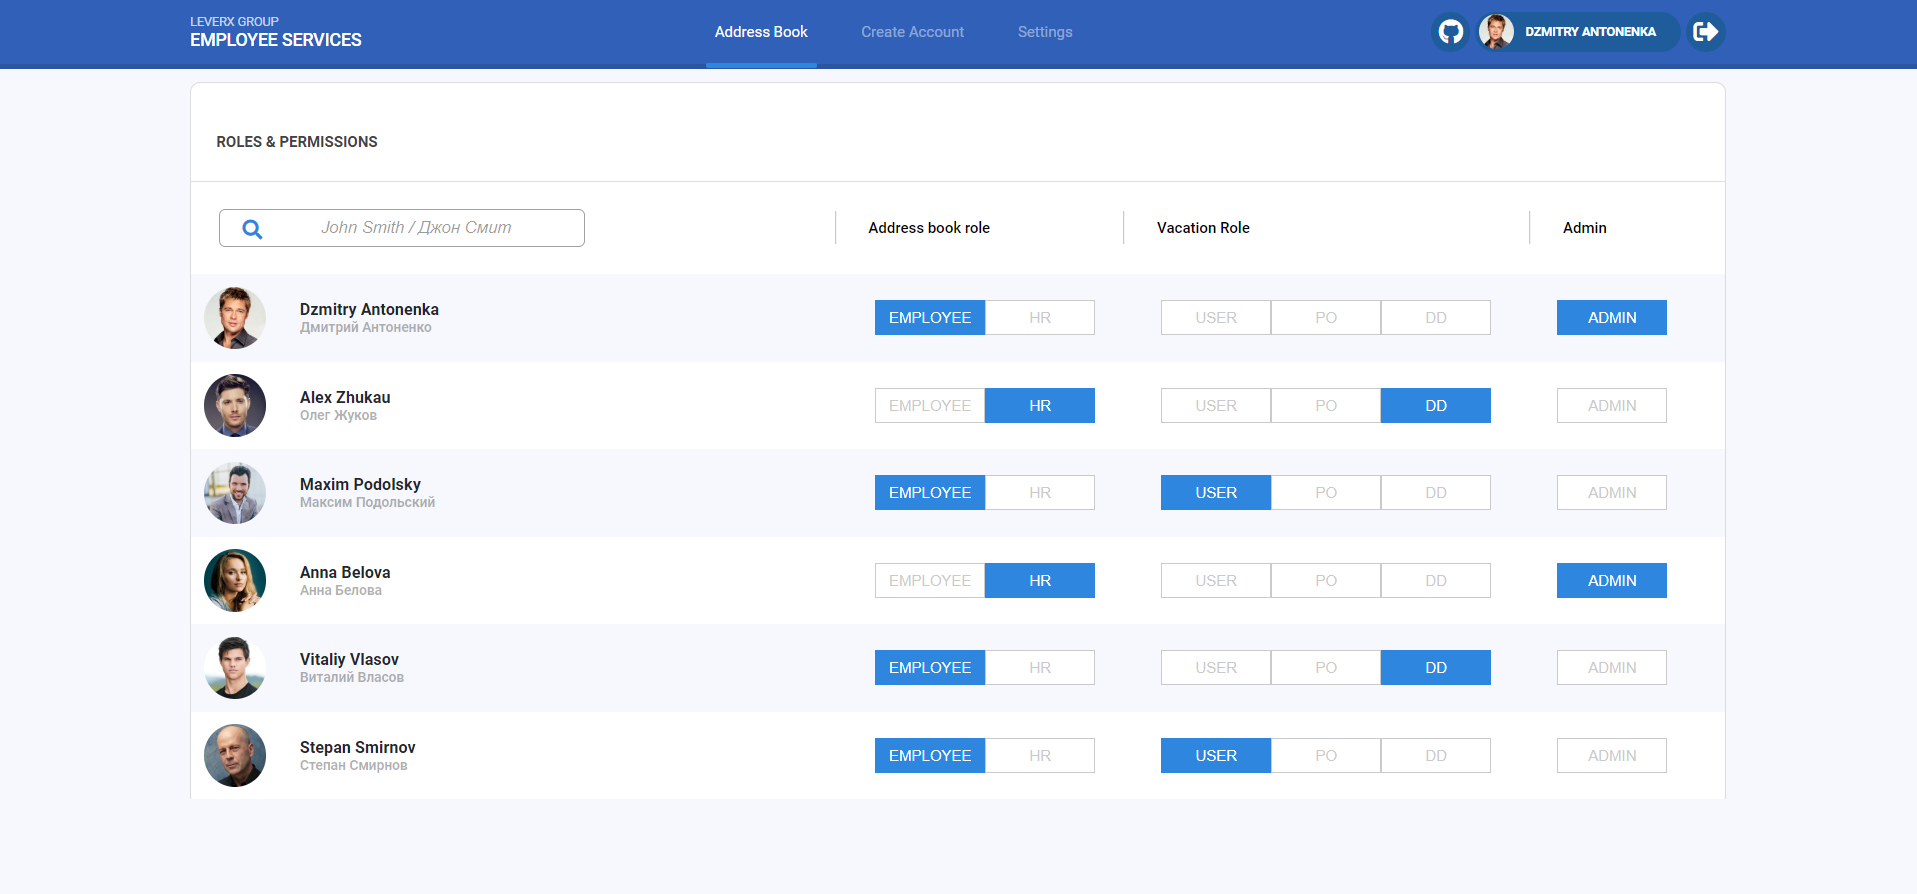 LEVERX GROUP
EMPLOYEE SERVICES
Address Book
Create Account
Settings
DZMITRY ANTONENKA
ROLES & PERMISSIONS
John Smith / Джон Смит
Address book role
Vacation Role
Admin
Dzmitry Antonenka
Дмитрий Антоненко
EMPLOYEE HR USER PO DD ADMIN
Alex Zhukau
Олег Жуков
EMPLOYEE HR USER PO DD ADMIN
Maxim Podolsky
Максим Подольский
EMPLOYEE HR USER PO DD ADMIN
Anna Belova
Анна Белова
EMPLOYEE HR USER PO DD ADMIN
Vitaliy Vlasov
Виталий Власов
EMPLOYEE HR USER PO DD ADMIN
Stepan Smirnov
Степан Смирнов
EMPLOYEE HR USER PO DD ADMIN